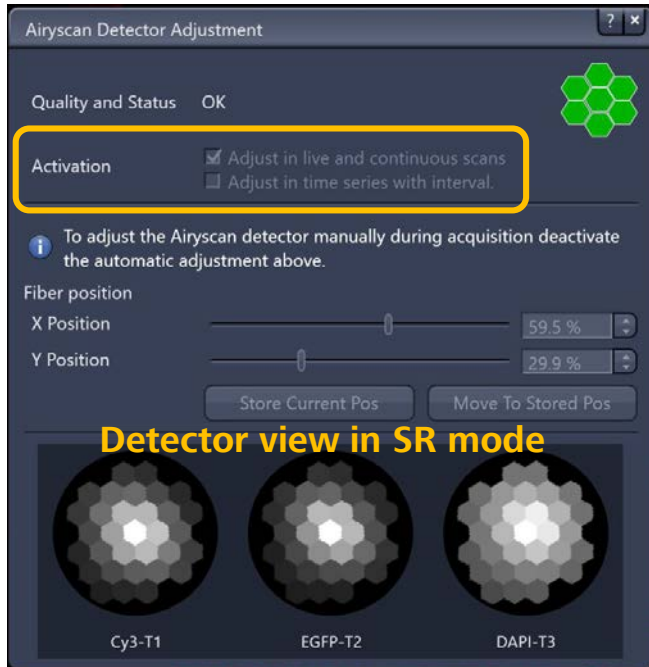 Airyscan Detector Adjustment
? ×
Quality and Status OK
Activation
Adjust in live and continuous scans
Adjust in time series with interval.
i
To adjust the Airyscan detector manually during acquisition deactivate
the automatic adjustment above.
Fiber position
X Position 59.5 %
Y Position 29.9 %
Store Current Pos Move To Stored Pos
Detector view in SR mode
Cy3-T1 EGFP-T2 DAPI-T3